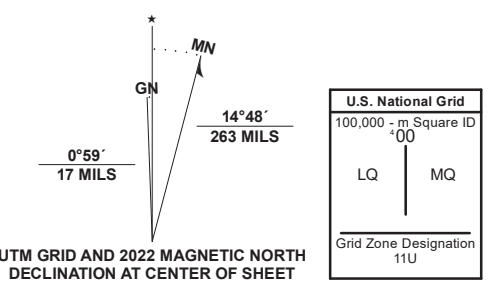 ★
MN
GN
14°48´
263 MILS
0°59´
17 MILS
UTM GRID AND 2022 MAGNETIC NORTH
DECLINATION AT CENTER OF SHEET
U.S. National Grid
100,000 - m Square ID
⁴00
LQ MQ
Grid Zone Designation
11U